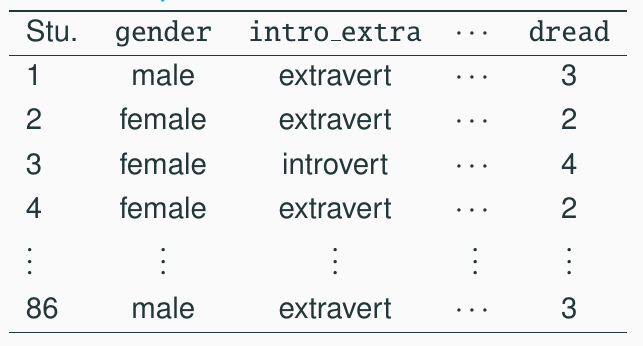 Stu. gender intro_extra ··· dread
1 male extravert ··· 3
2 female extravert ··· 2
3 female introvert ··· 4
4 female extravert ··· 2
⋮ ⋮ ⋮ ⋮ ⋮
86 male extravert ··· 3